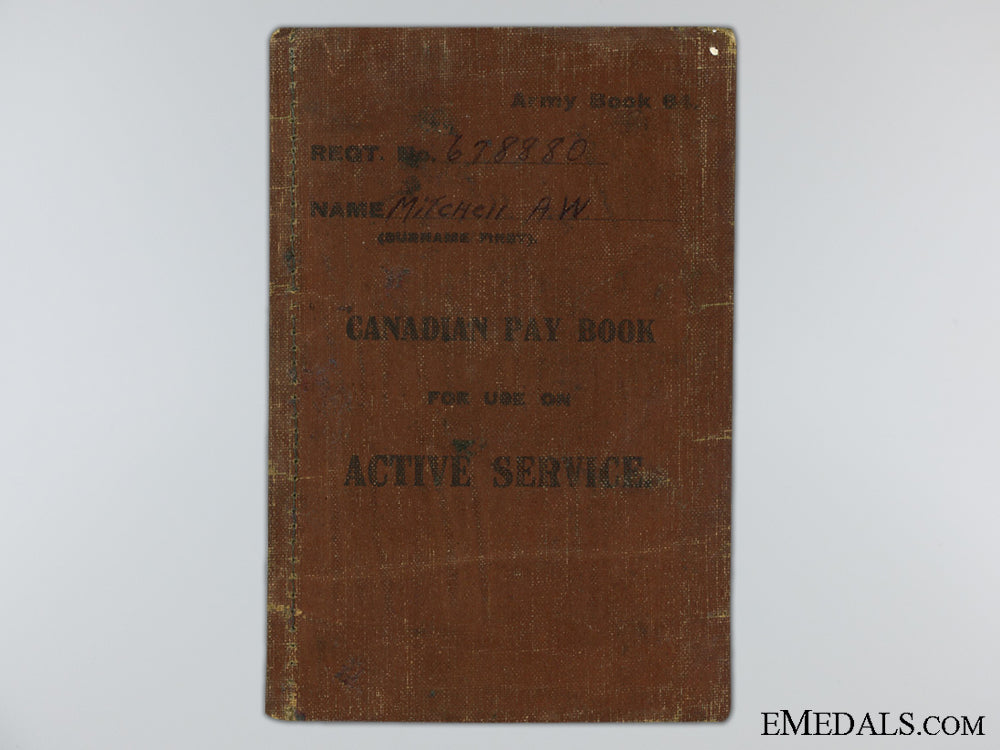 Army Book 64.
REGT. No. 678880
NAME Mitchell A.W
(SURNAME FIRST).
CANADIAN PAY BOOK
FOR USE ON
ACTIVE SERVICE.
EMEDALS.COM